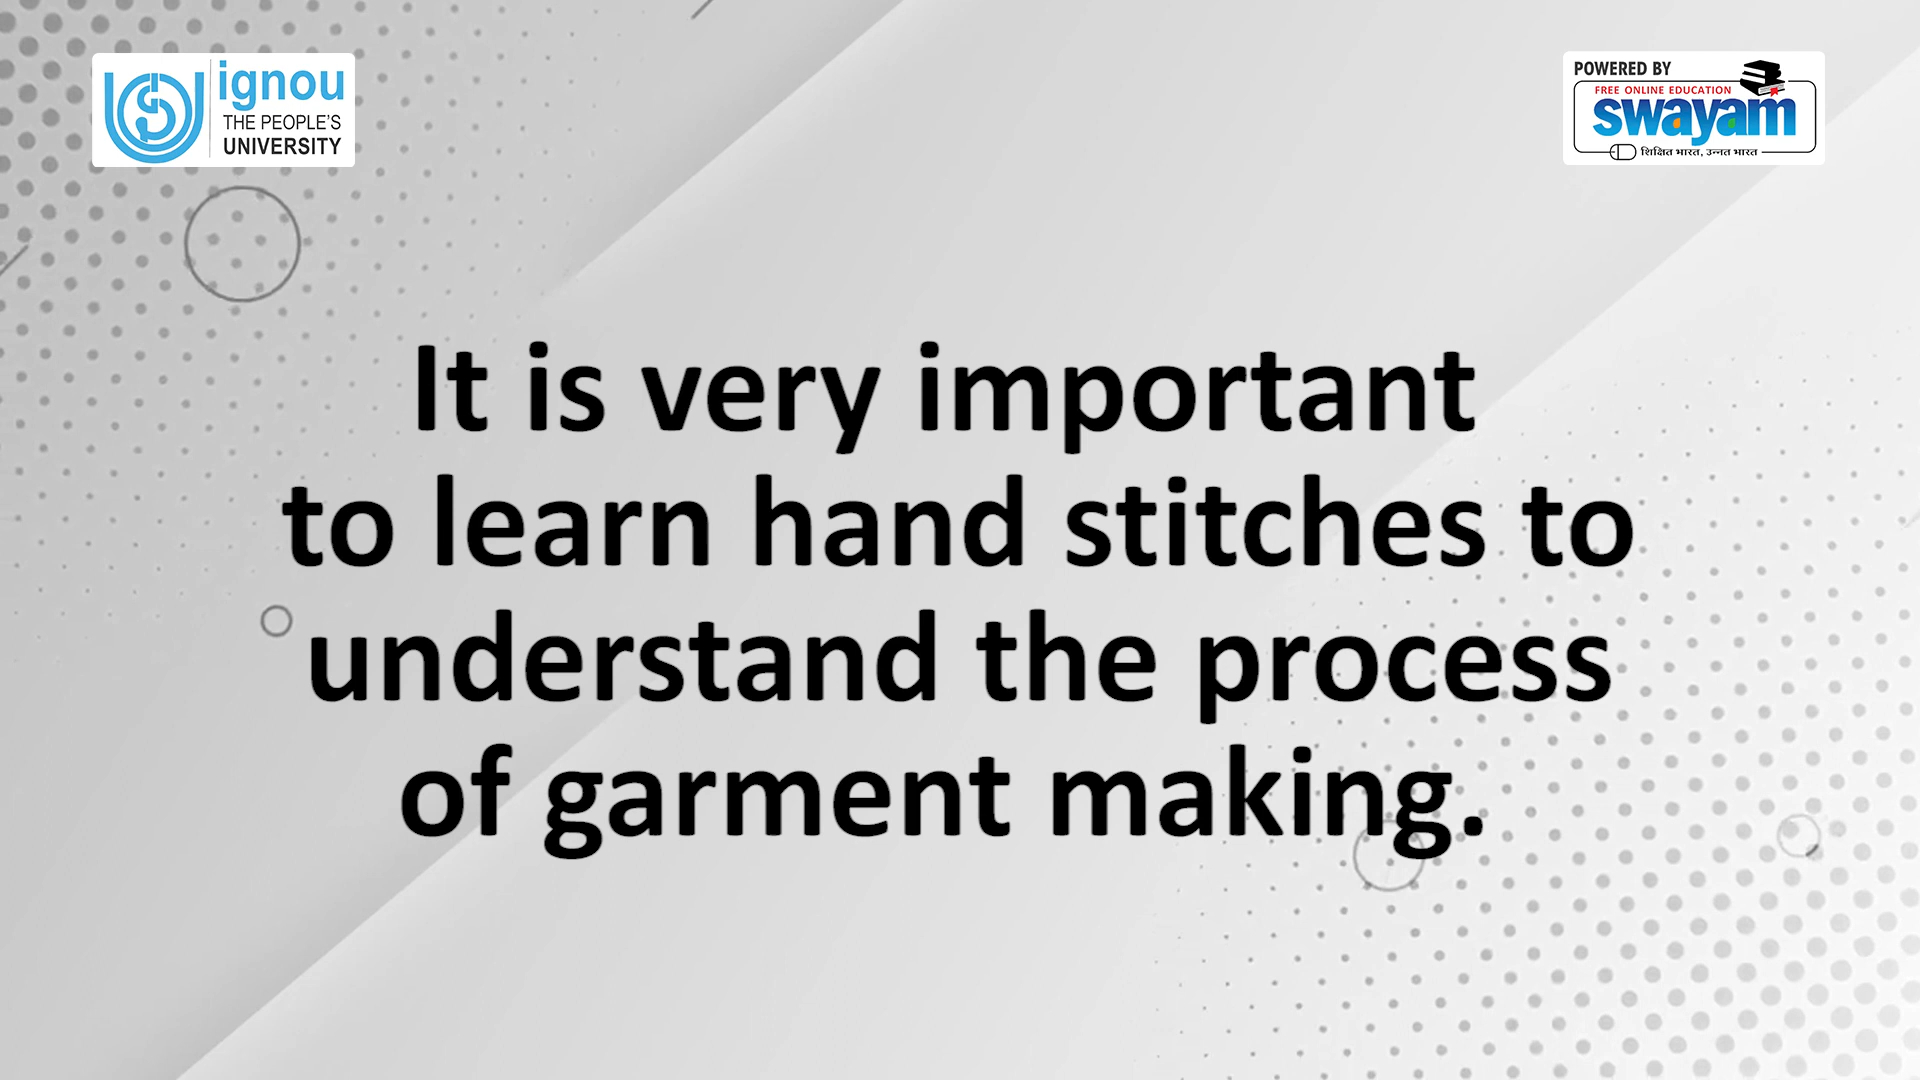 ignou
THE PEOPLE'S
UNIVERSITY
POWERED BY
FREE ONLINE EDUCATION
swayam
शिक्षित भारत, उन्नत भारत
It is very important
to learn hand stitches to
understand the process
of garment making.